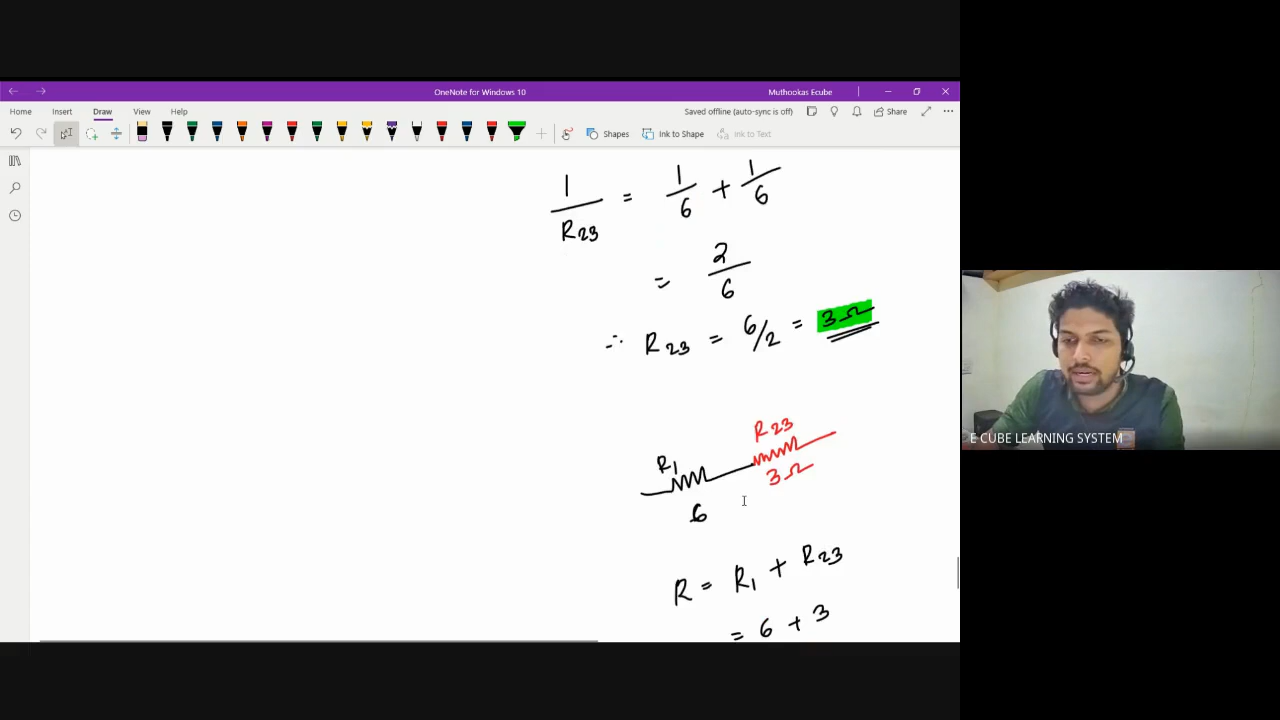 OneNote for Windows 10
Muthookas Ecube
Home Insert Draw View Help
Saved offline (auto-sync is off)
Share
Shapes
Ink to Shape
Ink to Text
1/R23 = 1/6 + 1/6
= 2/6
∴ R23 = 6/2 = 3Ω
R1
R23
6
3Ω
R = R1 + R23
= 6 + 3
E CUBE LEARNING SYSTEM